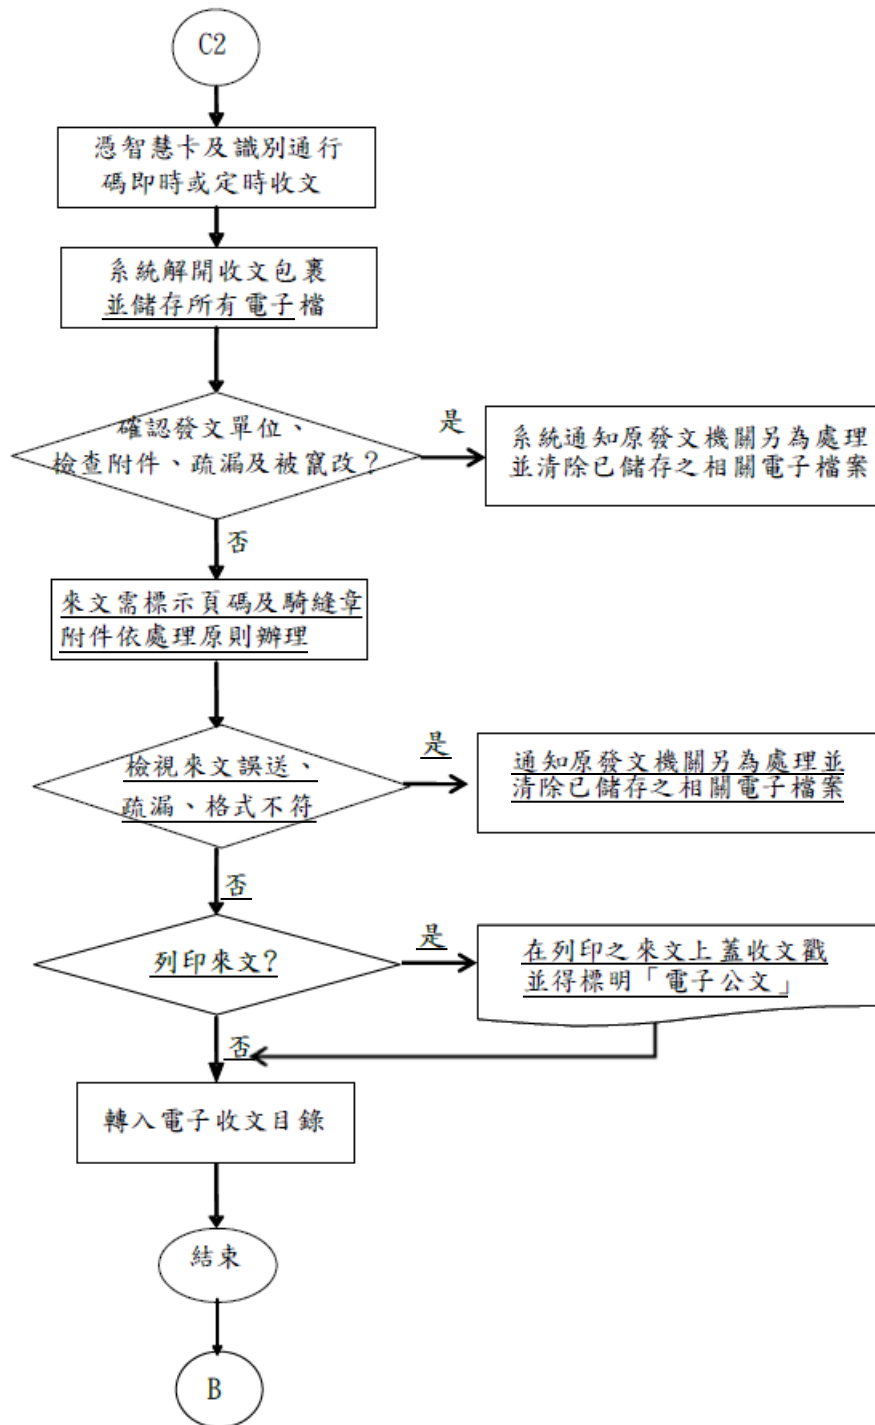 C2
憑智慧卡及識別通行
碼即時或定時收文
系統解開收文包裹
並儲存所有電子檔
確認發文單位、
檢查附件、疏漏及被竄改？
是
系統通知原發文機關另為處理
並清除已儲存之相關電子檔案
否
來文需標示頁碼及騎縫章
附件依處理原則辦理
檢視來文誤送、
疏漏、格式不符
是
通知原發文機關另為處理並
清除已儲存之相關電子檔案
否
列印來文？
是
在列印之來文上蓋收文戳
並得標明「電子公文」
否
轉入電子收文目錄
結束
B